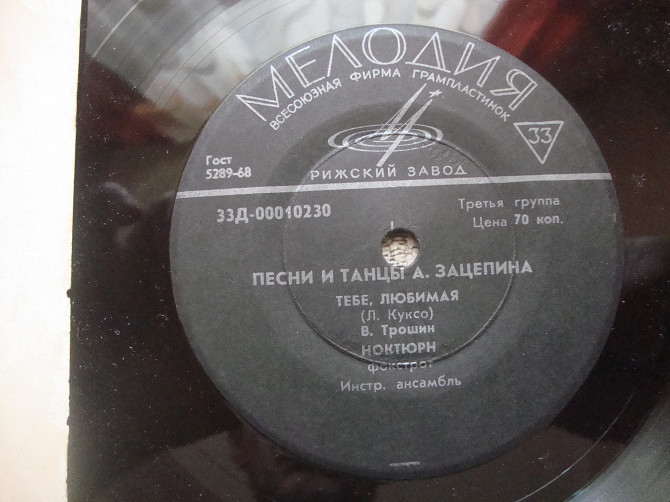 МЕЛОДИЯ
ВСЕСОЮЗНАЯ ФИРМА ГРАМПЛАСТИНОК
33
Гост
5289-68
РИЖСКИЙ ЗАВОД
33Д-00010230
Третья группа
Цена 70 коп.
ПЕСНИ И ТАНЦЫ А. ЗАЦЕПИНА
ТЕБЕ, ЛЮБИМАЯ
(Л. Куксо)
В. Трошин
НОКТЮРН
фокстрот
Инстр. ансамбль